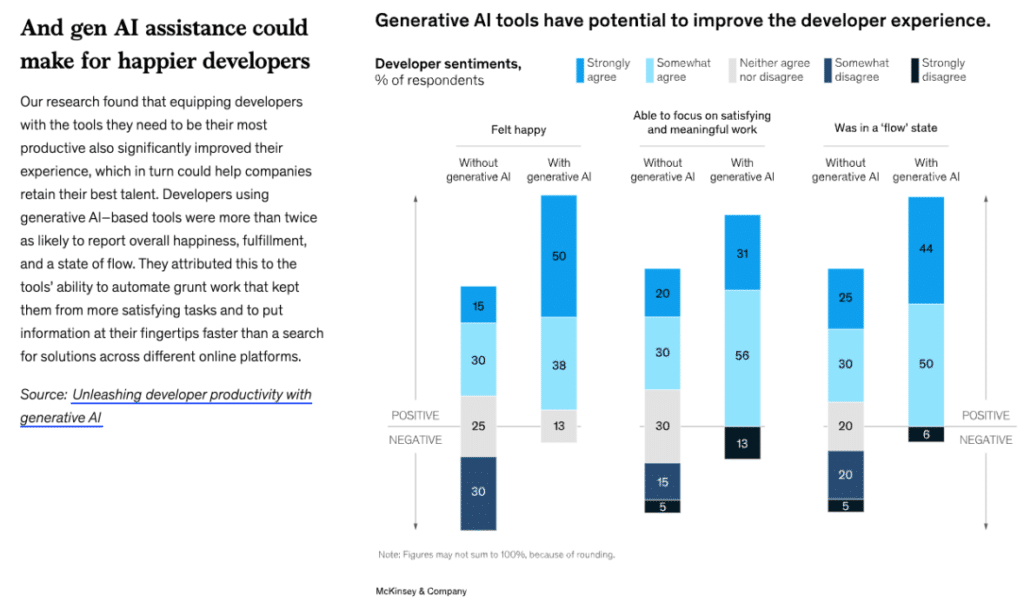 And gen AI assistance could
make for happier developers
Our research found that equipping developers
with the tools they need to be their most
productive also significantly improved their
experience, which in turn could help companies
retain their best talent. Developers using
generative AI–based tools were more than twice
as likely to report overall happiness, fulfillment,
and a state of flow. They attributed this to the
tools' ability to automate grunt work that kept
them from more satisfying tasks and to put
information at their fingertips faster than a search
for solutions across different online platforms.
Source: Unleashing developer productivity with
generative AI
Generative AI tools have potential to improve the developer experience.
Developer sentiments,
% of respondents
Strongly
agree
Somewhat
agree
Neither agree
nor disagree
Somewhat
disagree
Strongly
disagree
Felt happy
Without
generative AI
With
generative AI
15
30
25
30
50
38
13
Able to focus on satisfying
and meaningful work
Without
generative AI
With
generative AI
20
30
30
15
5
31
56
13
Was in a 'flow' state
Without
generative AI
With
generative AI
25
30
20
20
5
44
50
6
POSITIVE
NEGATIVE
POSITIVE
NEGATIVE
Note: Figures may not sum to 100%, because of rounding.
McKinsey & Company